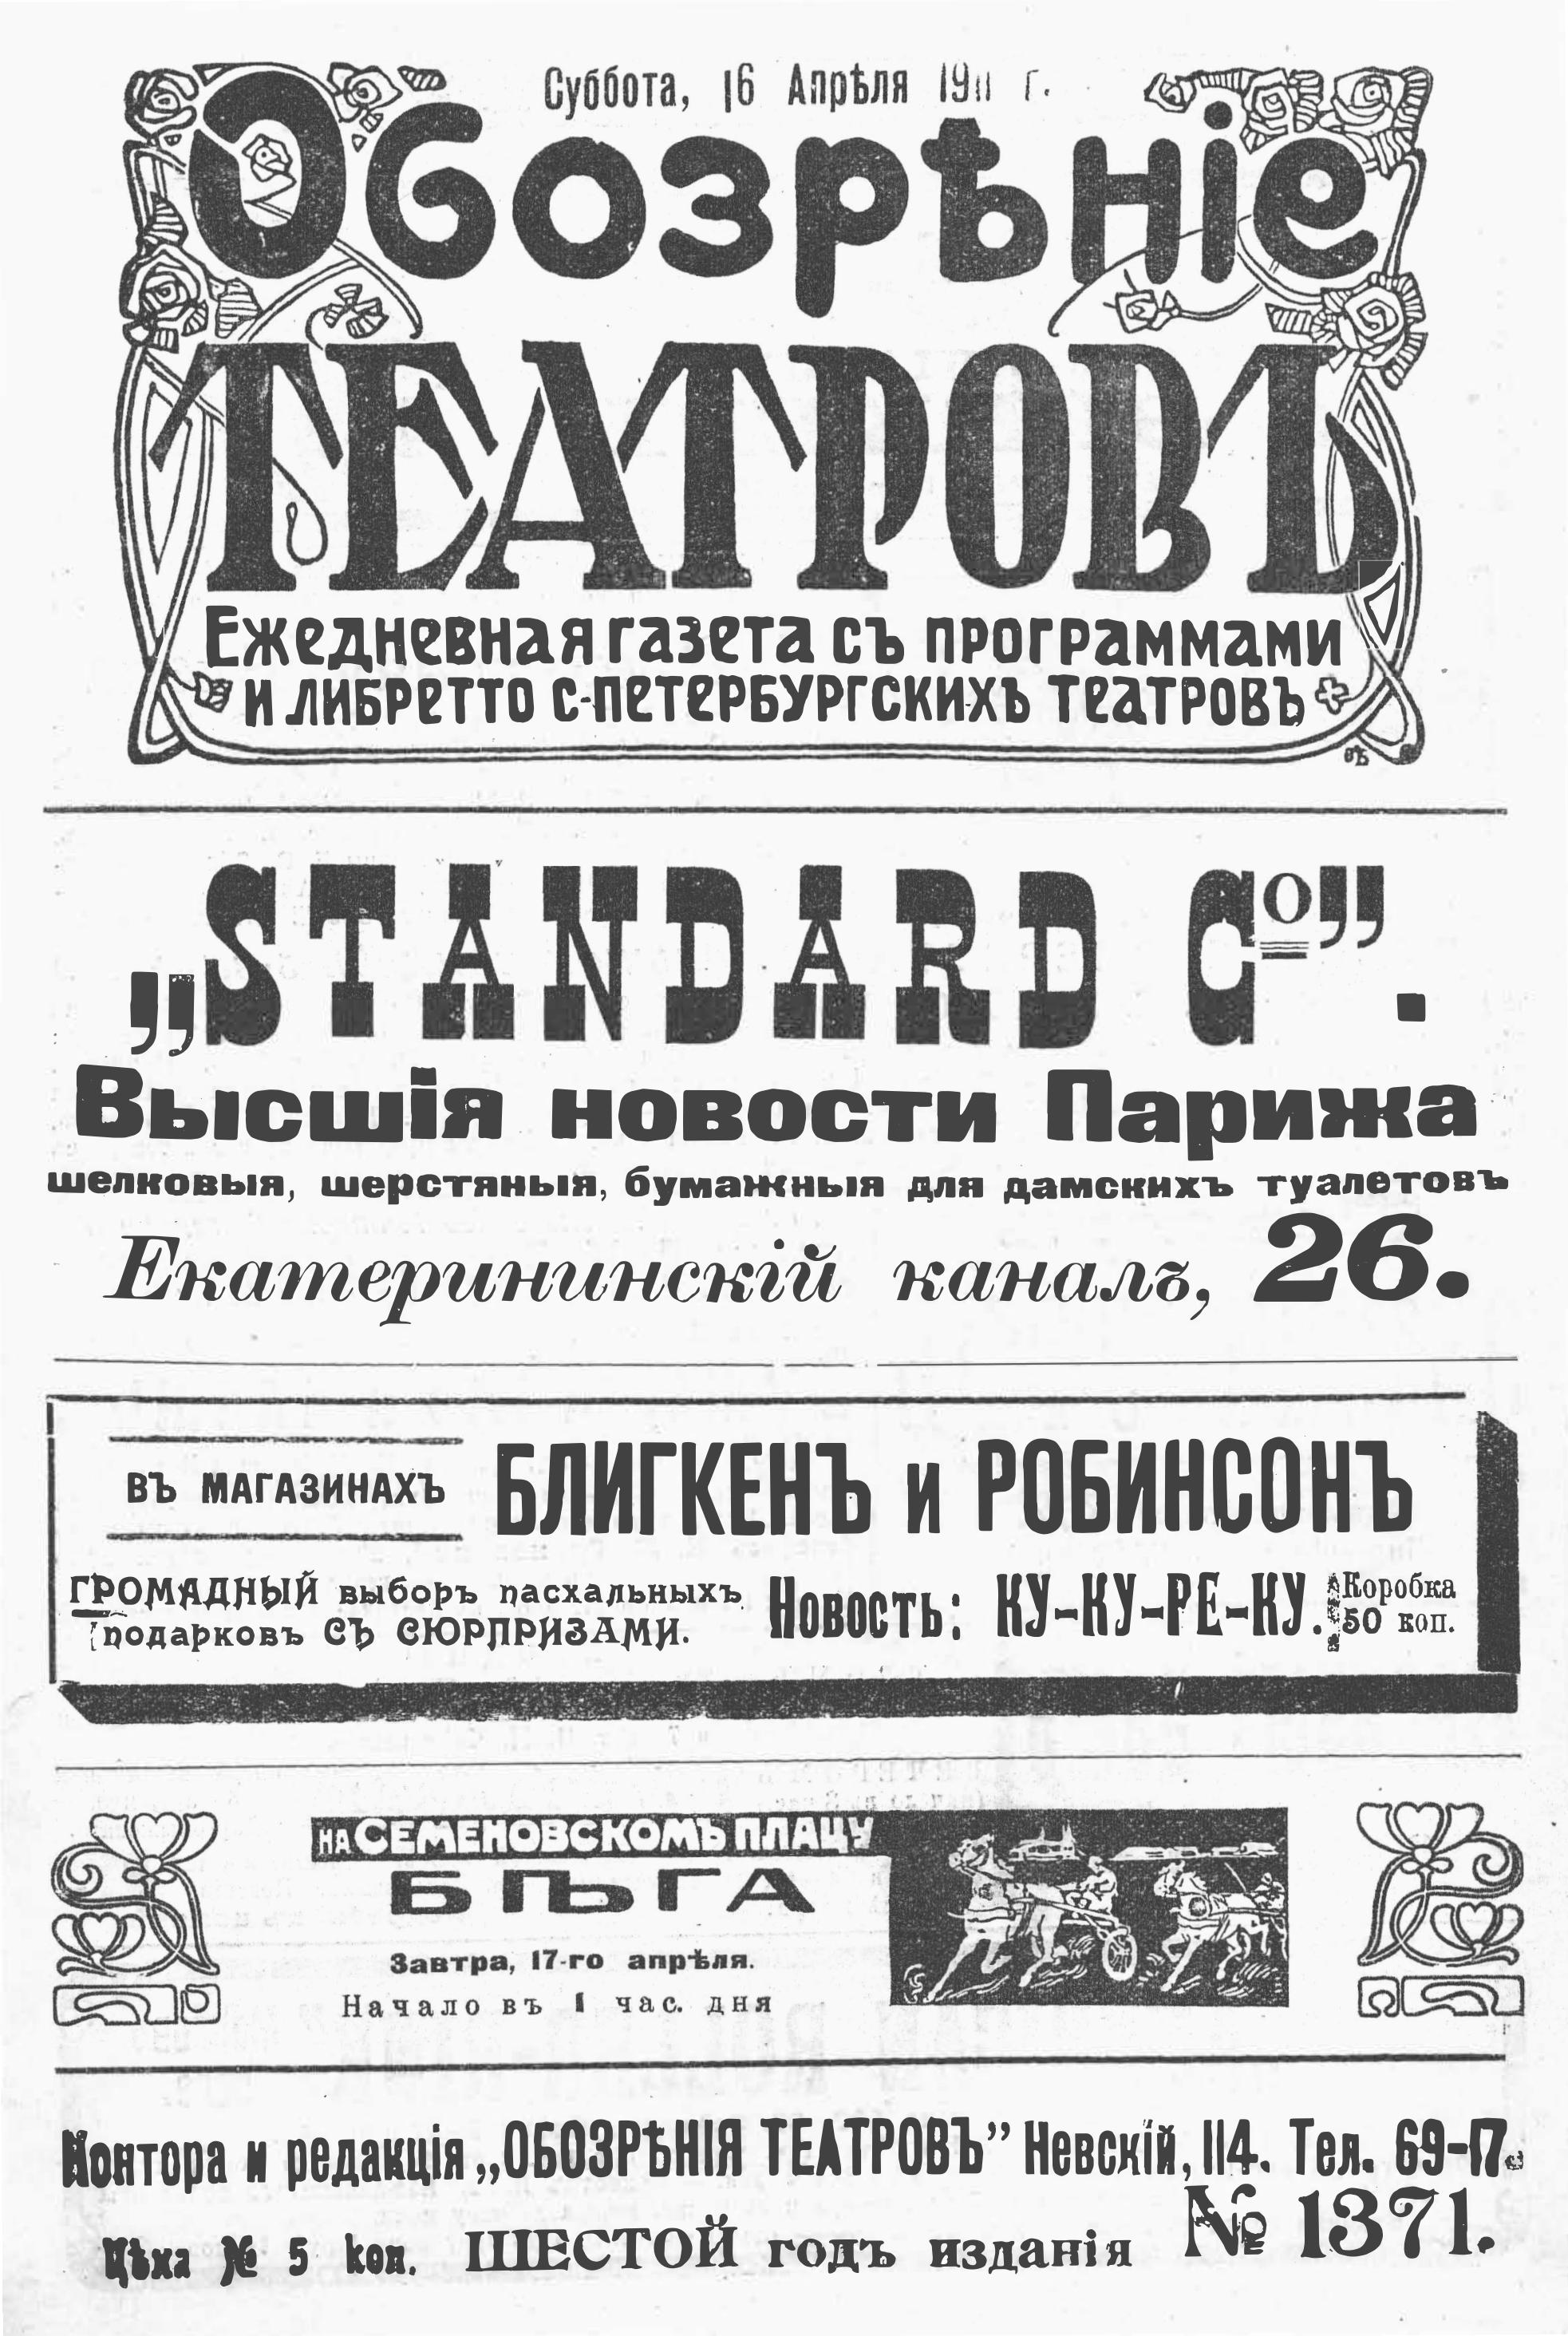 Суббота, 16 Апрѣля 1911 г.
Обозрѣніе
ТЕАТРОВЪ
Ежедневная газета съ программами
и либретто С-Петербургскихъ театровъ
„STANDARD Cº”.
Высшія новости Парижа
шелковыя, шерстяныя, бумажныя для дамскихъ туалетовъ
Екатерининскій каналъ, 26.
ВЪ МАГАЗИНАХЪ БЛИГКЕНЪ и РОБИНСОНЪ
ГРОМАДНЫЙ выборъ пасхальныхъ
подарковъ СЪ СЮРПРИЗАМИ.
Новость: КУ-КУ-РЕ-КУ.
Коробка
50 коп.
НА СЕМЕНОВСКОМЪ ПЛАЦУ
БѢГА
Завтра, 17-го апрѣля.
Начало въ 1 час. дня
Контора и редакція „ОБОЗРѢНІЯ ТЕАТРОВЪ” Невскій, 114. Тел. 69-17.
Цѣна № 5 коп. ШЕСТОЙ годъ изданія № 1371.